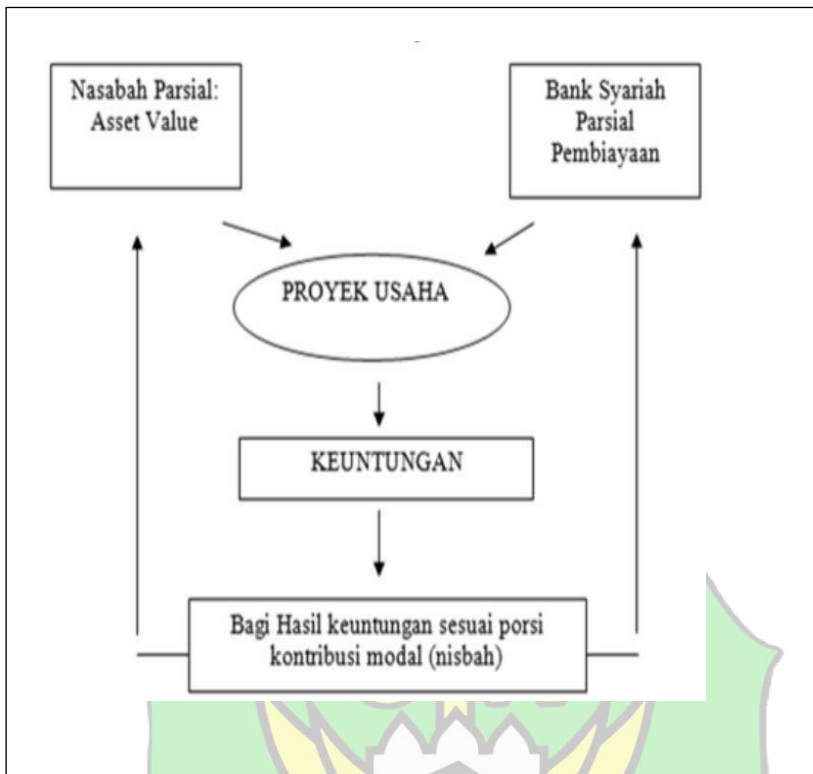 Nasabah Parsial:
Asset Value
Bank Syariah
Parsial
Pembiayaan
PROYEK USAHA
KEUNTUNGAN
Bagi Hasil keuntungan sesuai porsi
kontribusi modal (nisbah)